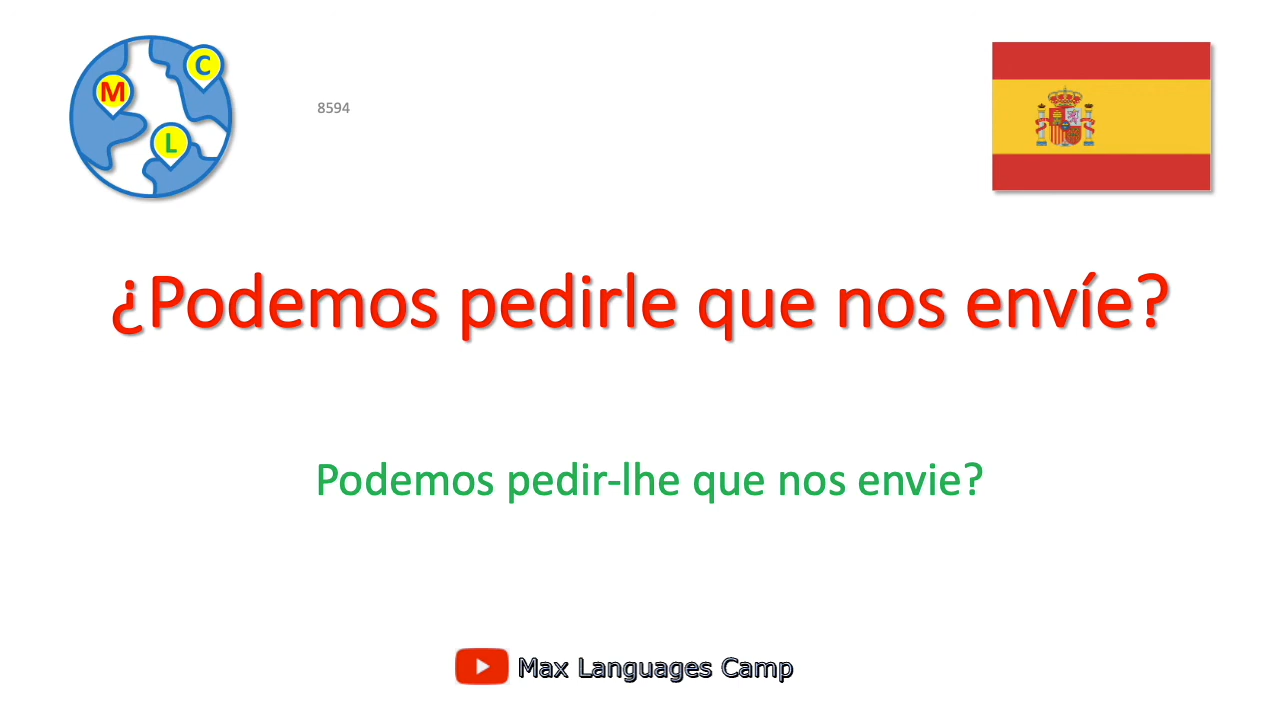 M
C
L
8594
¿Podemos pedirle que nos envíe?
Podemos pedir-lhe que nos envie?
Max Languages Camp